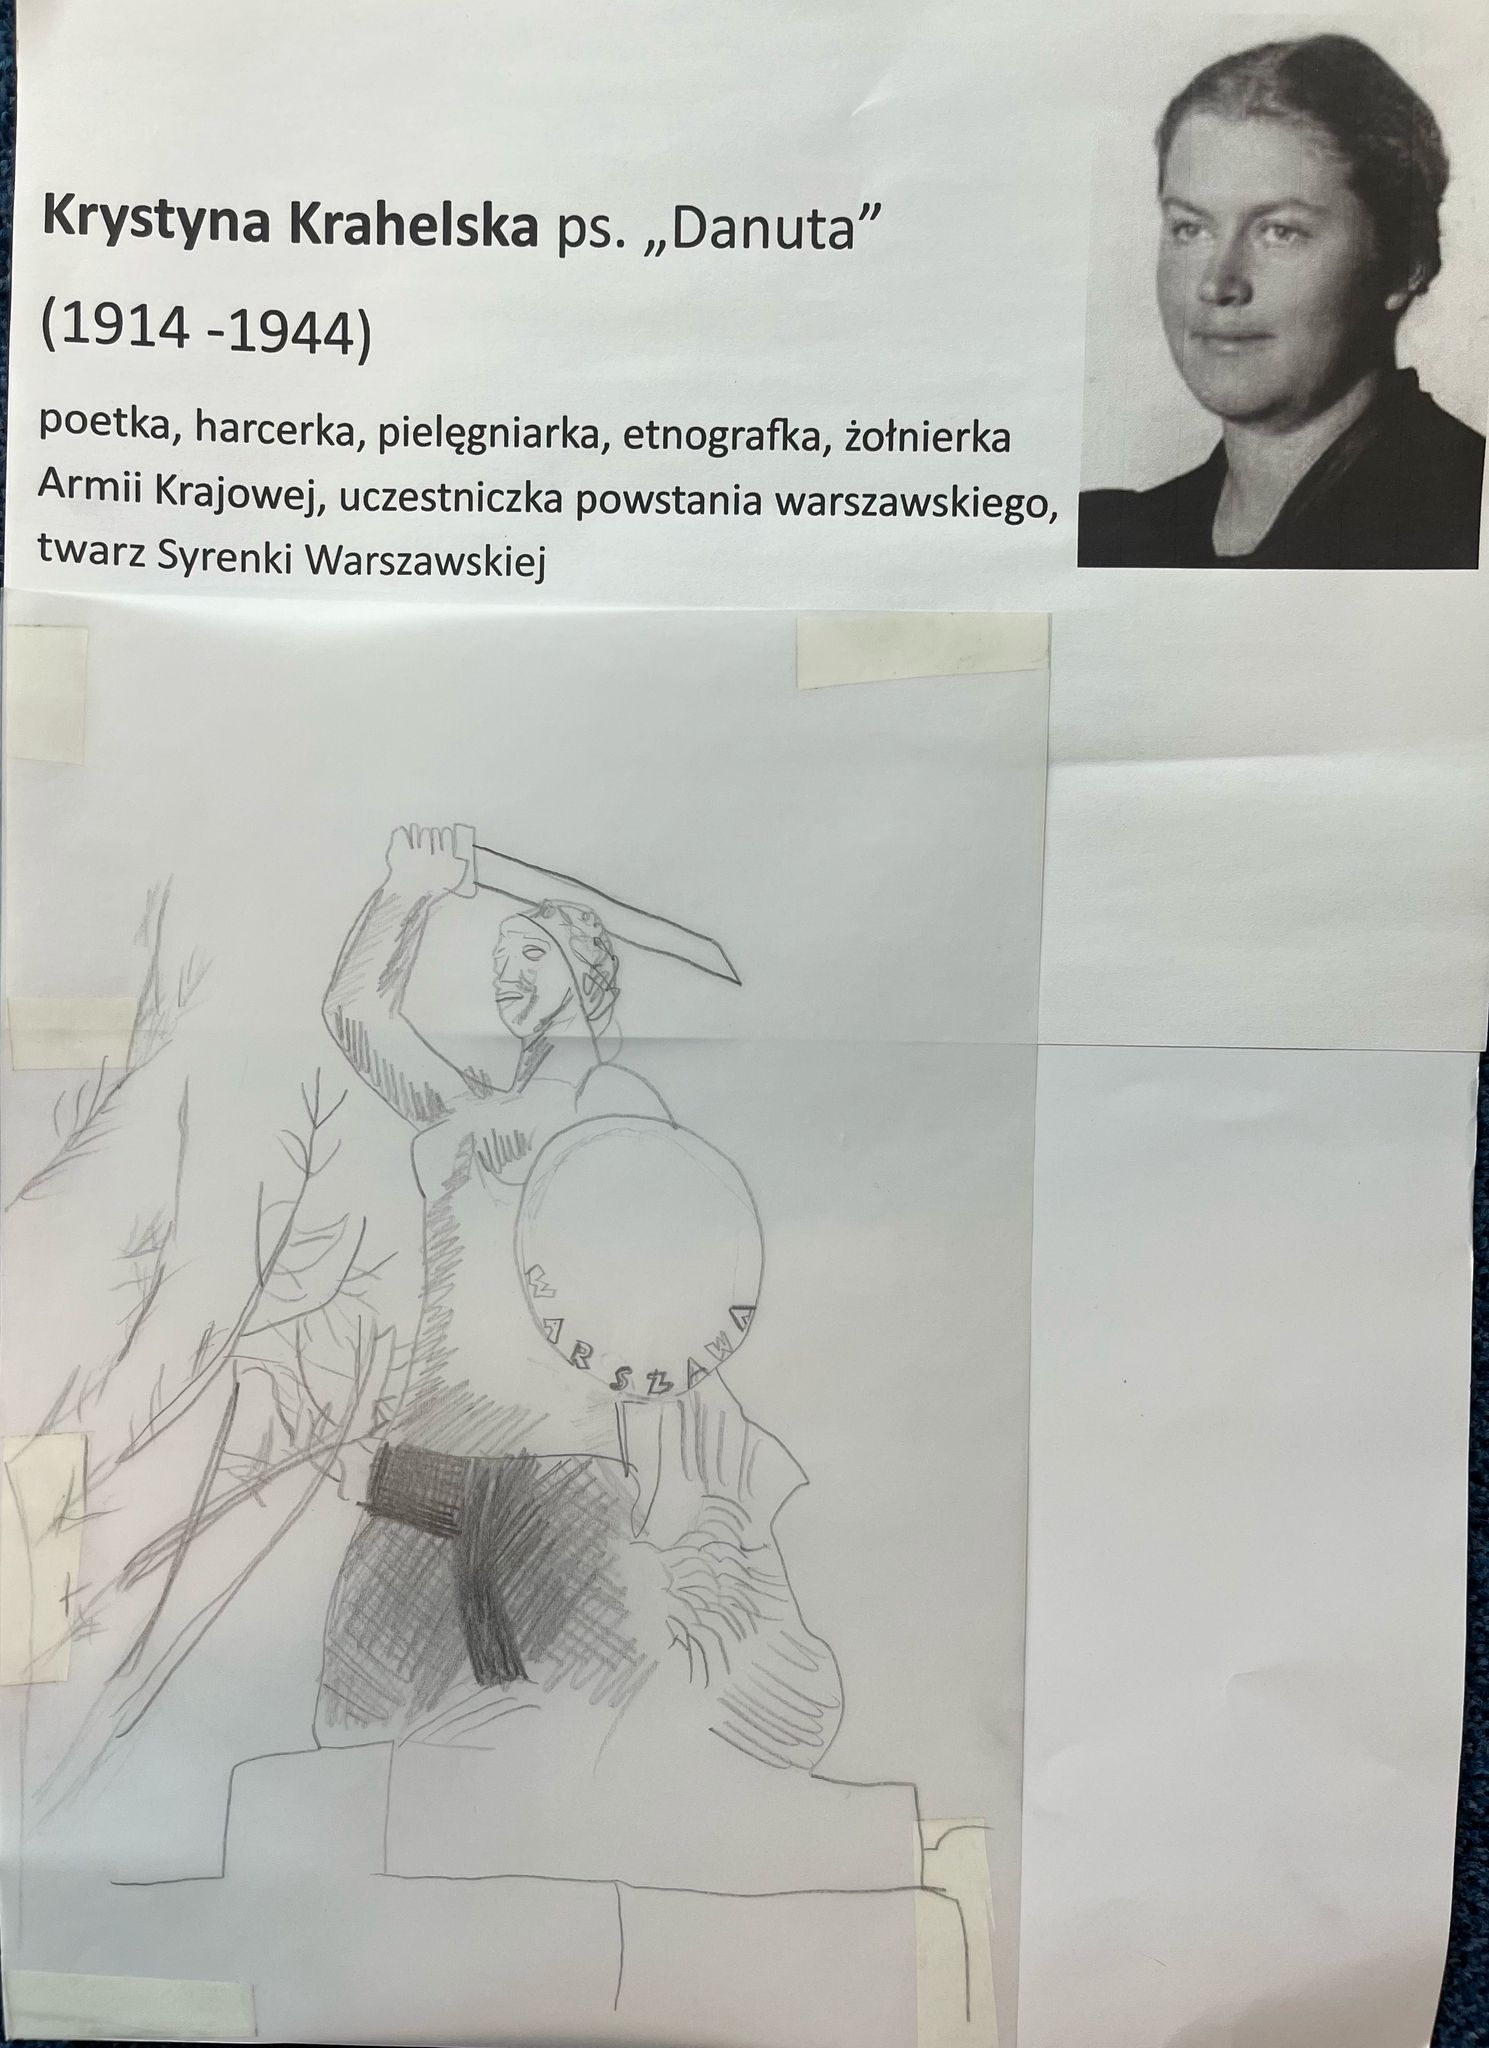 Krystyna Krahelska ps. „Danuta”
(1914 -1944)
poetka, harcerka, pielęgniarka, etnografka, żołnierka
Armii Krajowej, uczestniczka powstania warszawskiego,
twarz Syrenki Warszawskiej
WARSZAWA